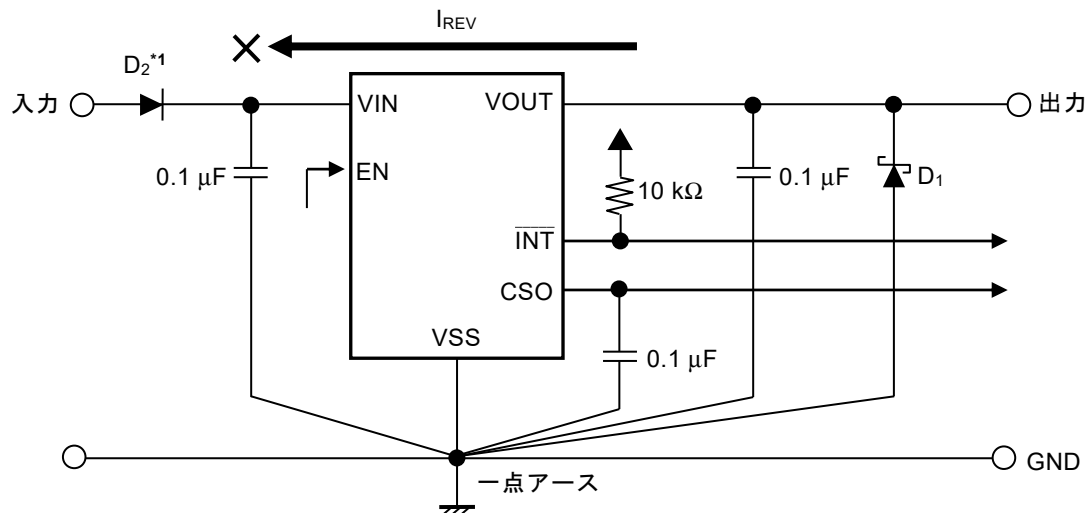 I_REV
D₂*1
入力
VIN
VOUT
出力
0.1 μF
EN
10 kΩ
0.1 μF
D₁
INT
CSO
VSS
0.1 μF
一点アース
GND